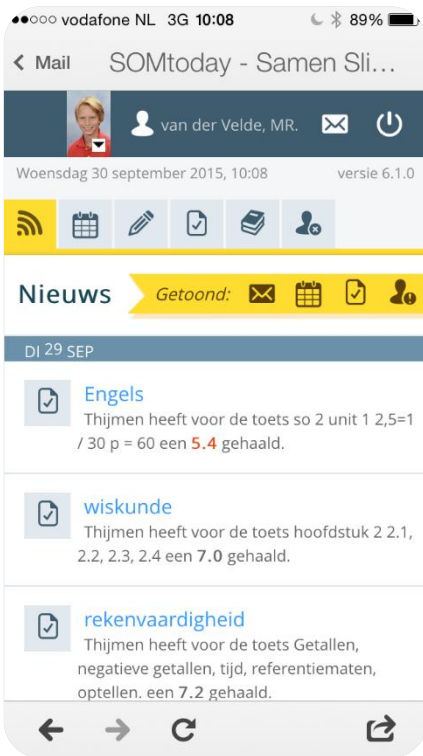 vodafone NL 3G 10:08 89%
Mail SOMtoday - Samen Sli...
van der Velde, MR.
Woensdag 30 september 2015, 10:08 versie 6.1.0
Nieuws Getoond:
DI 29 SEP
Engels
Thijmen heeft voor de toets so 2 unit 1 2,5=1
/ 30 p = 60 een 5.4 gehaald.
wiskunde
Thijmen heeft voor de toets hoofdstuk 2 2.1,
2.2, 2.3, 2.4 een 7.0 gehaald.
rekenvaardigheid
Thijmen heeft voor de toets Getallen,
negatieve getallen, tijd, referentiematen,
optellen. een 7.2 gehaald.